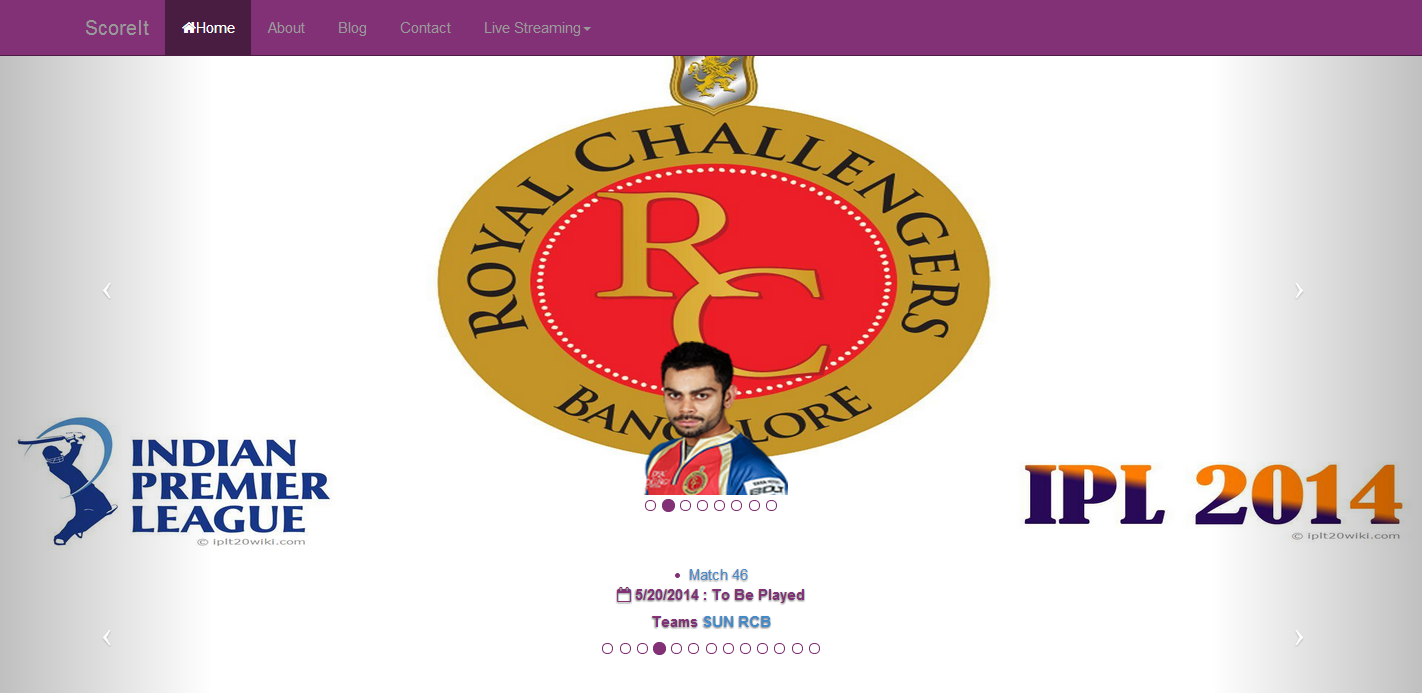 ScoreIt Home About Blog Contact Live Streaming
ROYAL CHALLENGERS
RC
BANGALORE
INDIAN
PREMIER
LEAGUE
© iplt20wiki.com
IPL 2014
© iplt20wiki.com
Match 46
5/20/2014 : To Be Played
Teams SUN RCB